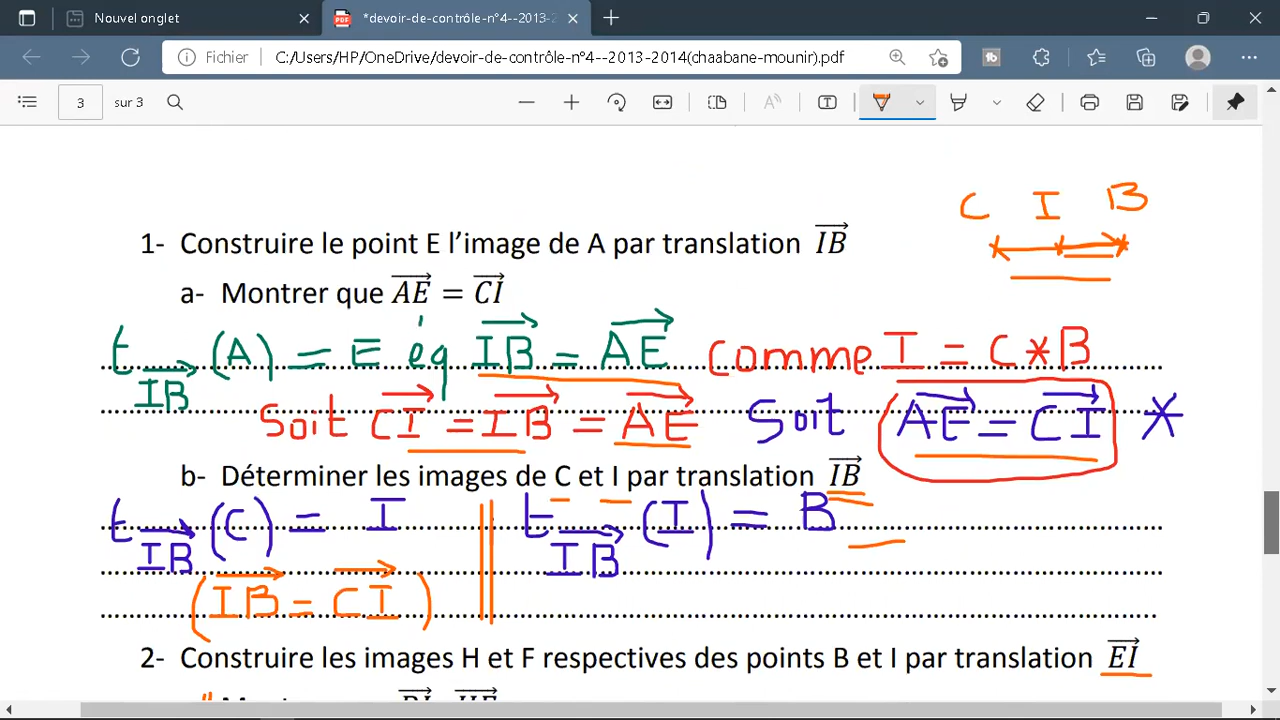 Nouvel onglet
*devoir-de-contrôle-n°4--2013-2
Fichier C:/Users/HP/OneDrive/devoir-de-contrôle-n°4--2013-2014(chaabane-mounir).pdf
3 sur 3
C I B
1- Construire le point E l'image de A par translation IB
a- Montrer que AE = CI
t IB (A) = E éq IB = AE comme I = C * B
Soit CI = IB = AE Soit AE = CI *
b- Déterminer les images de C et I par translation IB
t IB (C) = I t IB (I) = B
(IB = CI)
2- Construire les images H et F respectives des points B et I par translation EI